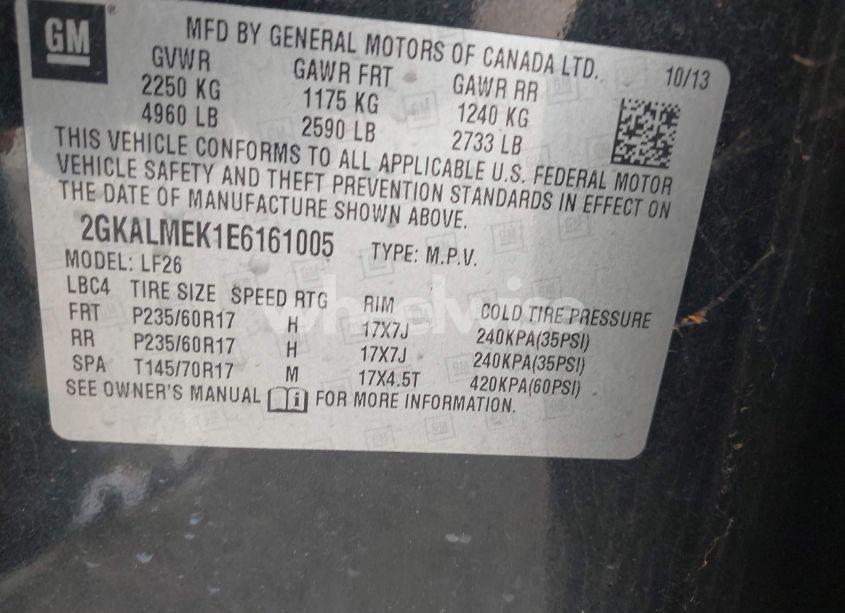 GM
MFD BY GENERAL MOTORS OF CANADA LTD. 10/13
GVWR GAWR FRT GAWR RR
2250 KG 1175 KG 1240 KG
4960 LB 2590 LB 2733 LB
THIS VEHICLE CONFORMS TO ALL APPLICABLE U.S. FEDERAL MOTOR
VEHICLE SAFETY AND THEFT PREVENTION STANDARDS IN EFFECT ON
THE DATE OF MANUFACTURE SHOWN ABOVE.
2GKALMEK1E6161005 TYPE: M.P.V.
MODEL: LF26
LBC4 TIRE SIZE SPEED RTG RIM COLD TIRE PRESSURE
FRT P235/60R17 H 17X7J 240KPA(35PSI)
RR P235/60R17 H 17X7J 240KPA(35PSI)
SPA T145/70R17 M 17X4.5T 420KPA(60PSI)
SEE OWNER'S MANUAL i FOR MORE INFORMATION.
wheelwise